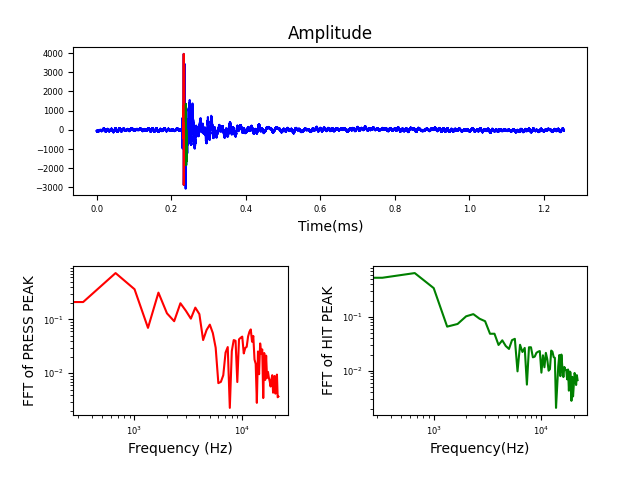 Amplitude
4000
3000
2000
1000
0
−1000
−2000
−3000
0.0 0.2 0.4 0.6 0.8 1.0 1.2
Time(ms)
FFT of PRESS PEAK
10⁻¹
10⁻²
10³ 10⁴
Frequency (Hz)
FFT of HIT PEAK
10⁻¹
10⁻²
10³ 10⁴
Frequency(Hz)